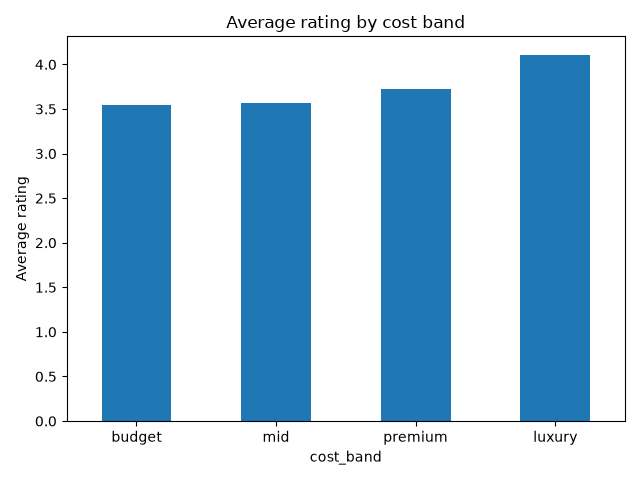 Average rating by cost band
Average rating
4.0
3.5
3.0
2.5
2.0
1.5
1.0
0.5
0.0
budget mid premium luxury
cost_band